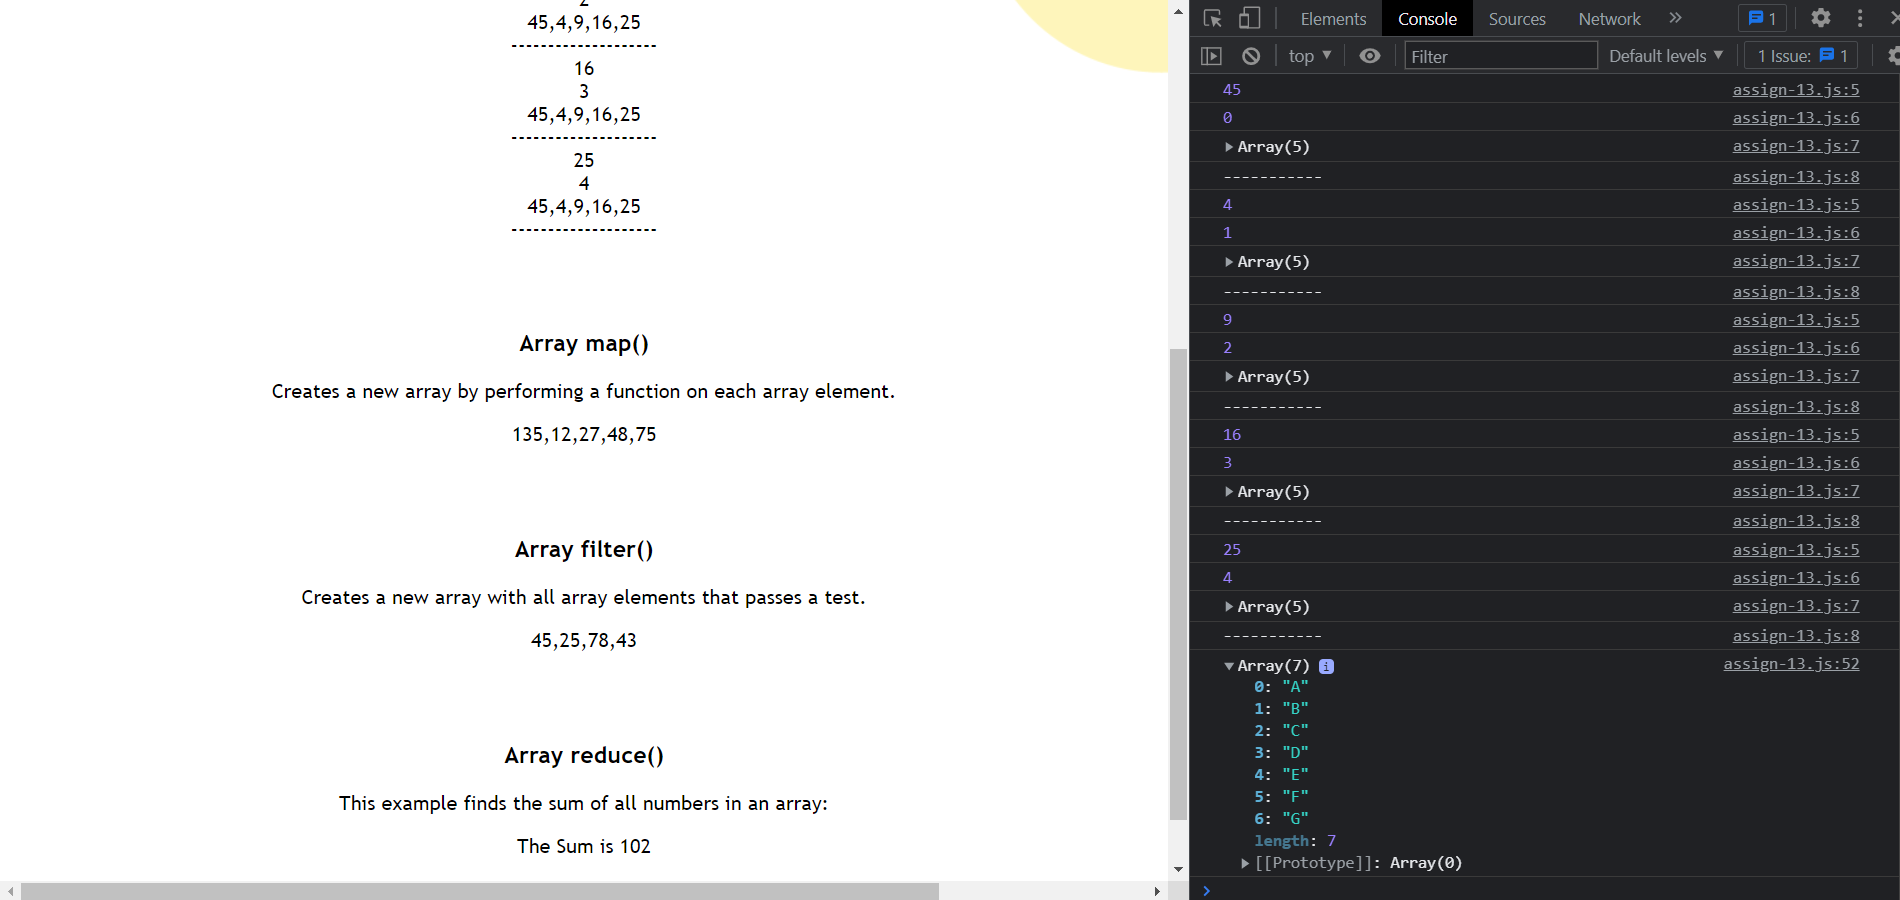 2
45,4,9,16,25
--------------------
16
3
45,4,9,16,25
--------------------
25
4
45,4,9,16,25
--------------------
Array map()
Creates a new array by performing a function on each array element.
135,12,27,48,75
Array filter()
Creates a new array with all array elements that passes a test.
45,25,78,43
Array reduce()
This example finds the sum of all numbers in an array:
The Sum is 102
Elements Console Sources Network 1
top Filter Default levels 1 Issue: 1
45 assign-13.js:5
0 assign-13.js:6
Array(5) assign-13.js:7
----------- assign-13.js:8
4 assign-13.js:5
1 assign-13.js:6
Array(5) assign-13.js:7
----------- assign-13.js:8
9 assign-13.js:5
2 assign-13.js:6
Array(5) assign-13.js:7
----------- assign-13.js:8
16 assign-13.js:5
3 assign-13.js:6
Array(5) assign-13.js:7
----------- assign-13.js:8
25 assign-13.js:5
4 assign-13.js:6
Array(5) assign-13.js:7
----------- assign-13.js:8
Array(7) i assign-13.js:52
0: "A"
1: "B"
2: "C"
3: "D"
4: "E"
5: "F"
6: "G"
length: 7
[[Prototype]]: Array(0)